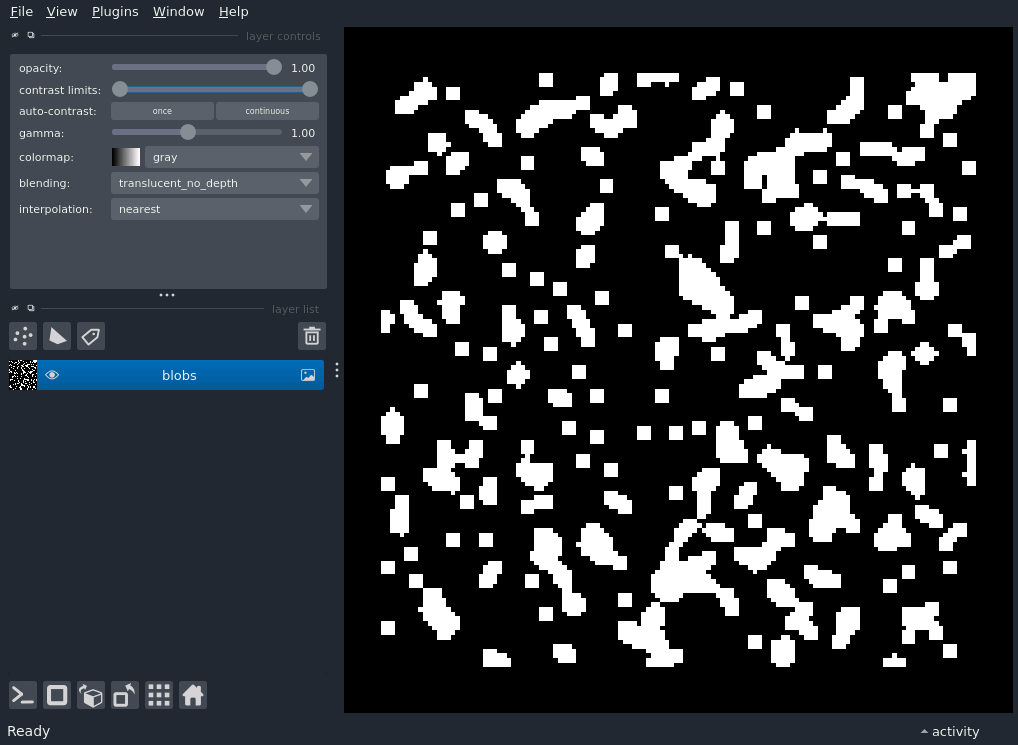 File View Plugins Window Help
layer controls
opacity: 1.00
contrast limits:
auto-contrast: once continuous
gamma: 1.00
colormap: gray
blending: translucent_no_depth
interpolation: nearest
layer list
blobs
Ready activity